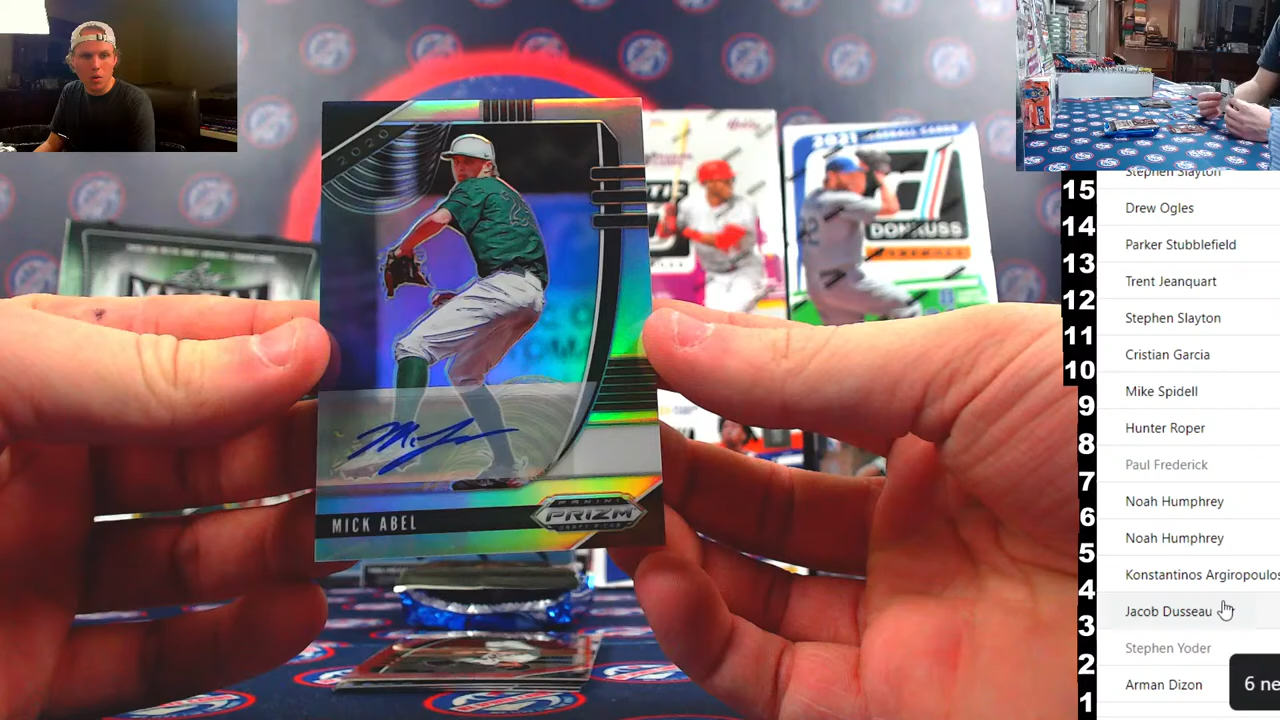 2020
MICK ABEL
PANINI
PRIZM
DRAFT PICKS
2021
DONRUSS
15
Stephen Slayton
14
Drew Ogles
13
Parker Stubblefield
12
Trent Jeanquart
11
Stephen Slayton
10
Cristian Garcia
9
Mike Spidell
8
Hunter Roper
7
Paul Frederick
6
Noah Humphrey
5
Noah Humphrey
4
Konstantinos Argiropoulos
3
Jacob Dusseau
2
Stephen Yoder
1
Arman Dizon
6 ne